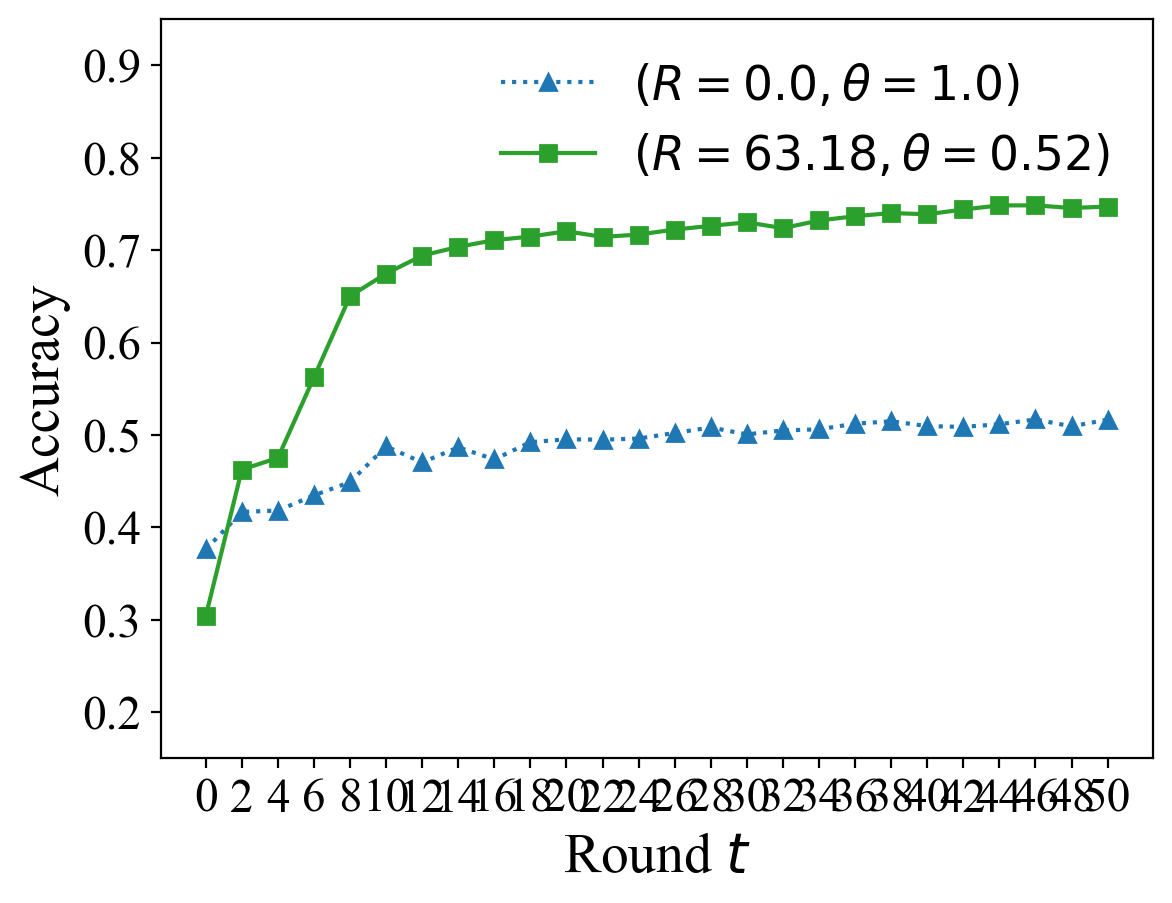 0.9
0.8
0.7
0.6
0.5
0.4
0.3
0.2
Accuracy
(R = 0.0, θ = 1.0)
(R = 63.18, θ = 0.52)
0 2 4 6 8 10 12 14 16 18 20 22 24 26 28 30 32 34 36 38 40 42 44 46 48 50
Round t